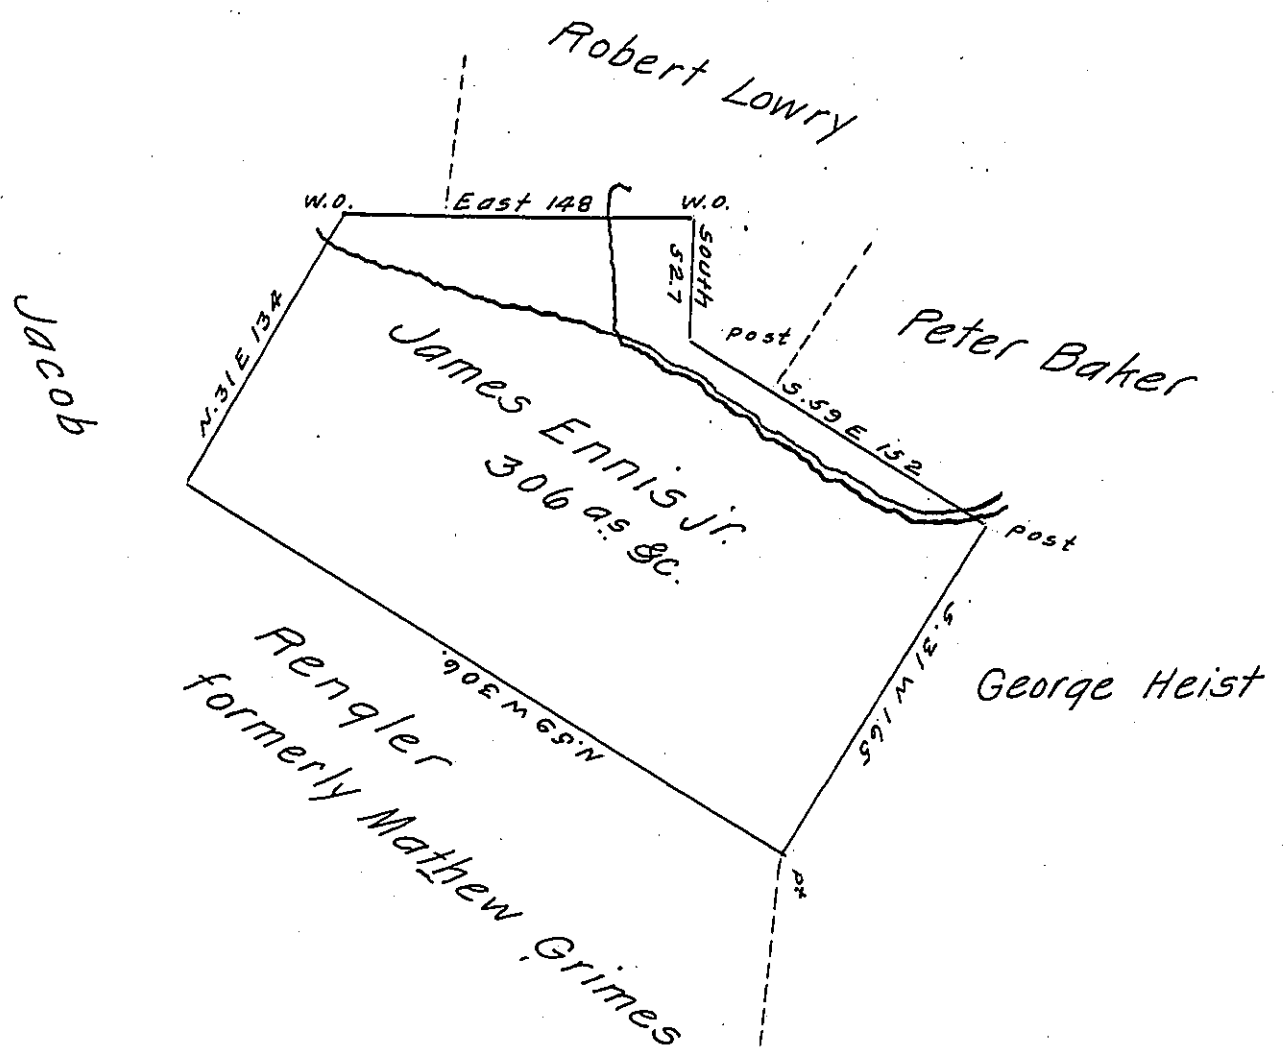 Robert Lowry
W.O.
East 148
W.O.
South
52.7
post
Peter Baker
S.59 E 152
post
N.31 E 134
Jacob
James Ennis jr.
306 as &c.
S.31 W 165
George Heist
N.59 W 306.
Rengler
formerly Mathew Grimes
pt